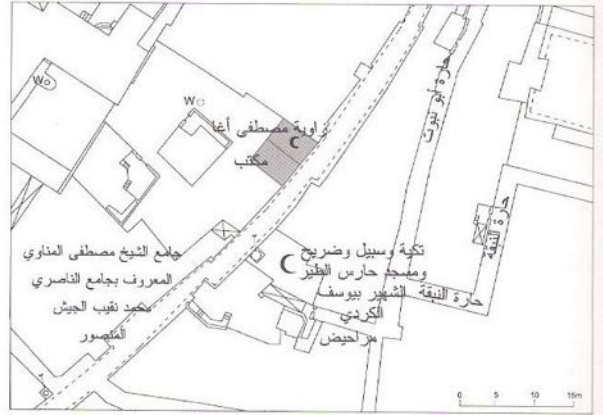 حارة أبو نبوت
W
W
زاوية مصطفى أغا
مكتب
حارة النبقة
جامع الشيخ مصطفى المناوي
المعروف بجامع الناصري
محمد نقيب الجيش
المنصور
تكية وسبيل وضريح
ومسجد حارس الطير
الشهير بيوسف
الكردي
مراحيض
حارة النبقة
0 5 10 15m